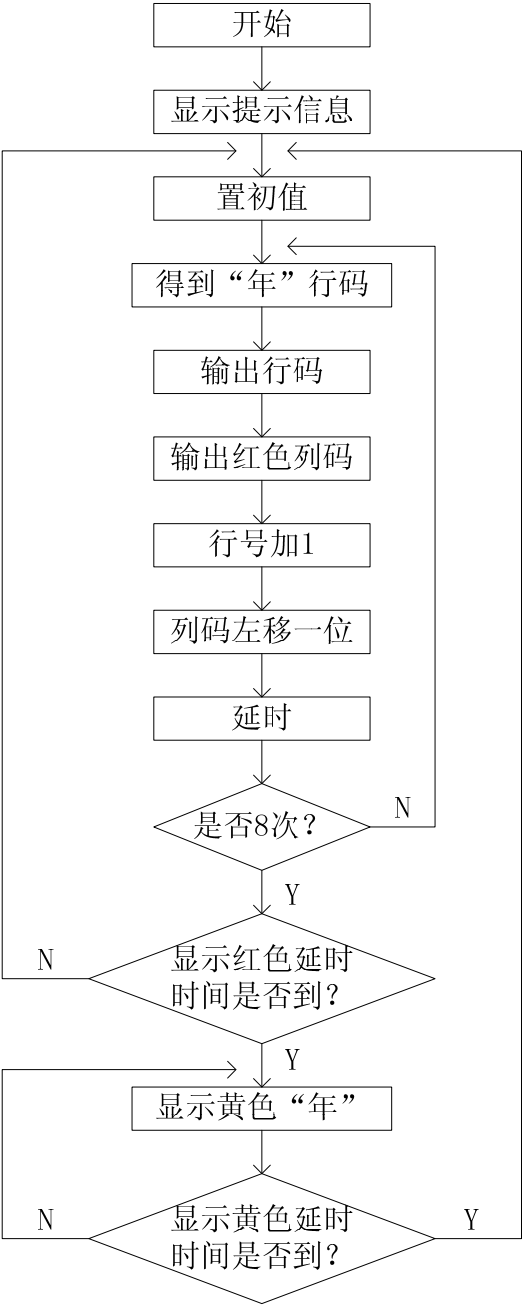 开始
显示提示信息
置初值
得到“年”行码
输出行码
输出红色列码
行号加1
列码左移一位
延时
是否8次？
N
Y
显示红色延时
时间是否到？
N
Y
显示黄色“年”
显示黄色延时
时间是否到？
N
Y